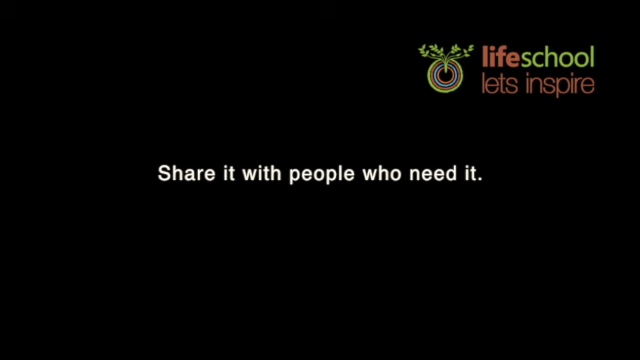 lifeschool
lets inspire
Share it with people who need it.